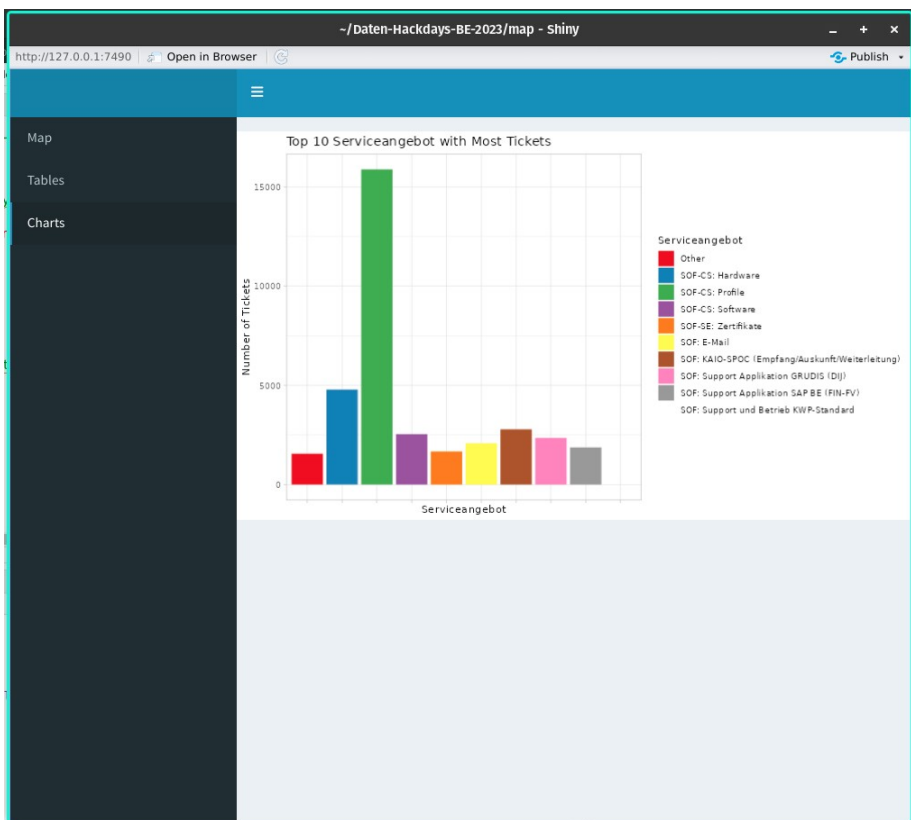 ~/Daten-Hackdays-BE-2023/map - Shiny
http://127.0.0.1:7490 Open in Browser Publish
Map
Tables
Charts
Top 10 Serviceangebot with Most Tickets
15000
10000
5000
0
Number of Tickets
Serviceangebot
Serviceangebot
Other
SOF-CS: Hardware
SOF-CS: Profile
SOF-CS: Software
SOF-SE: Zertifikate
SOF: E-Mail
SOF: KAIO-SPOC (Empfang/Auskunft/Weiterleitung)
SOF: Support Applikation GRUDIS (DIJ)
SOF: Support Applikation SAP BE (FIN-FV)
SOF: Support und Betrieb KWP-Standard